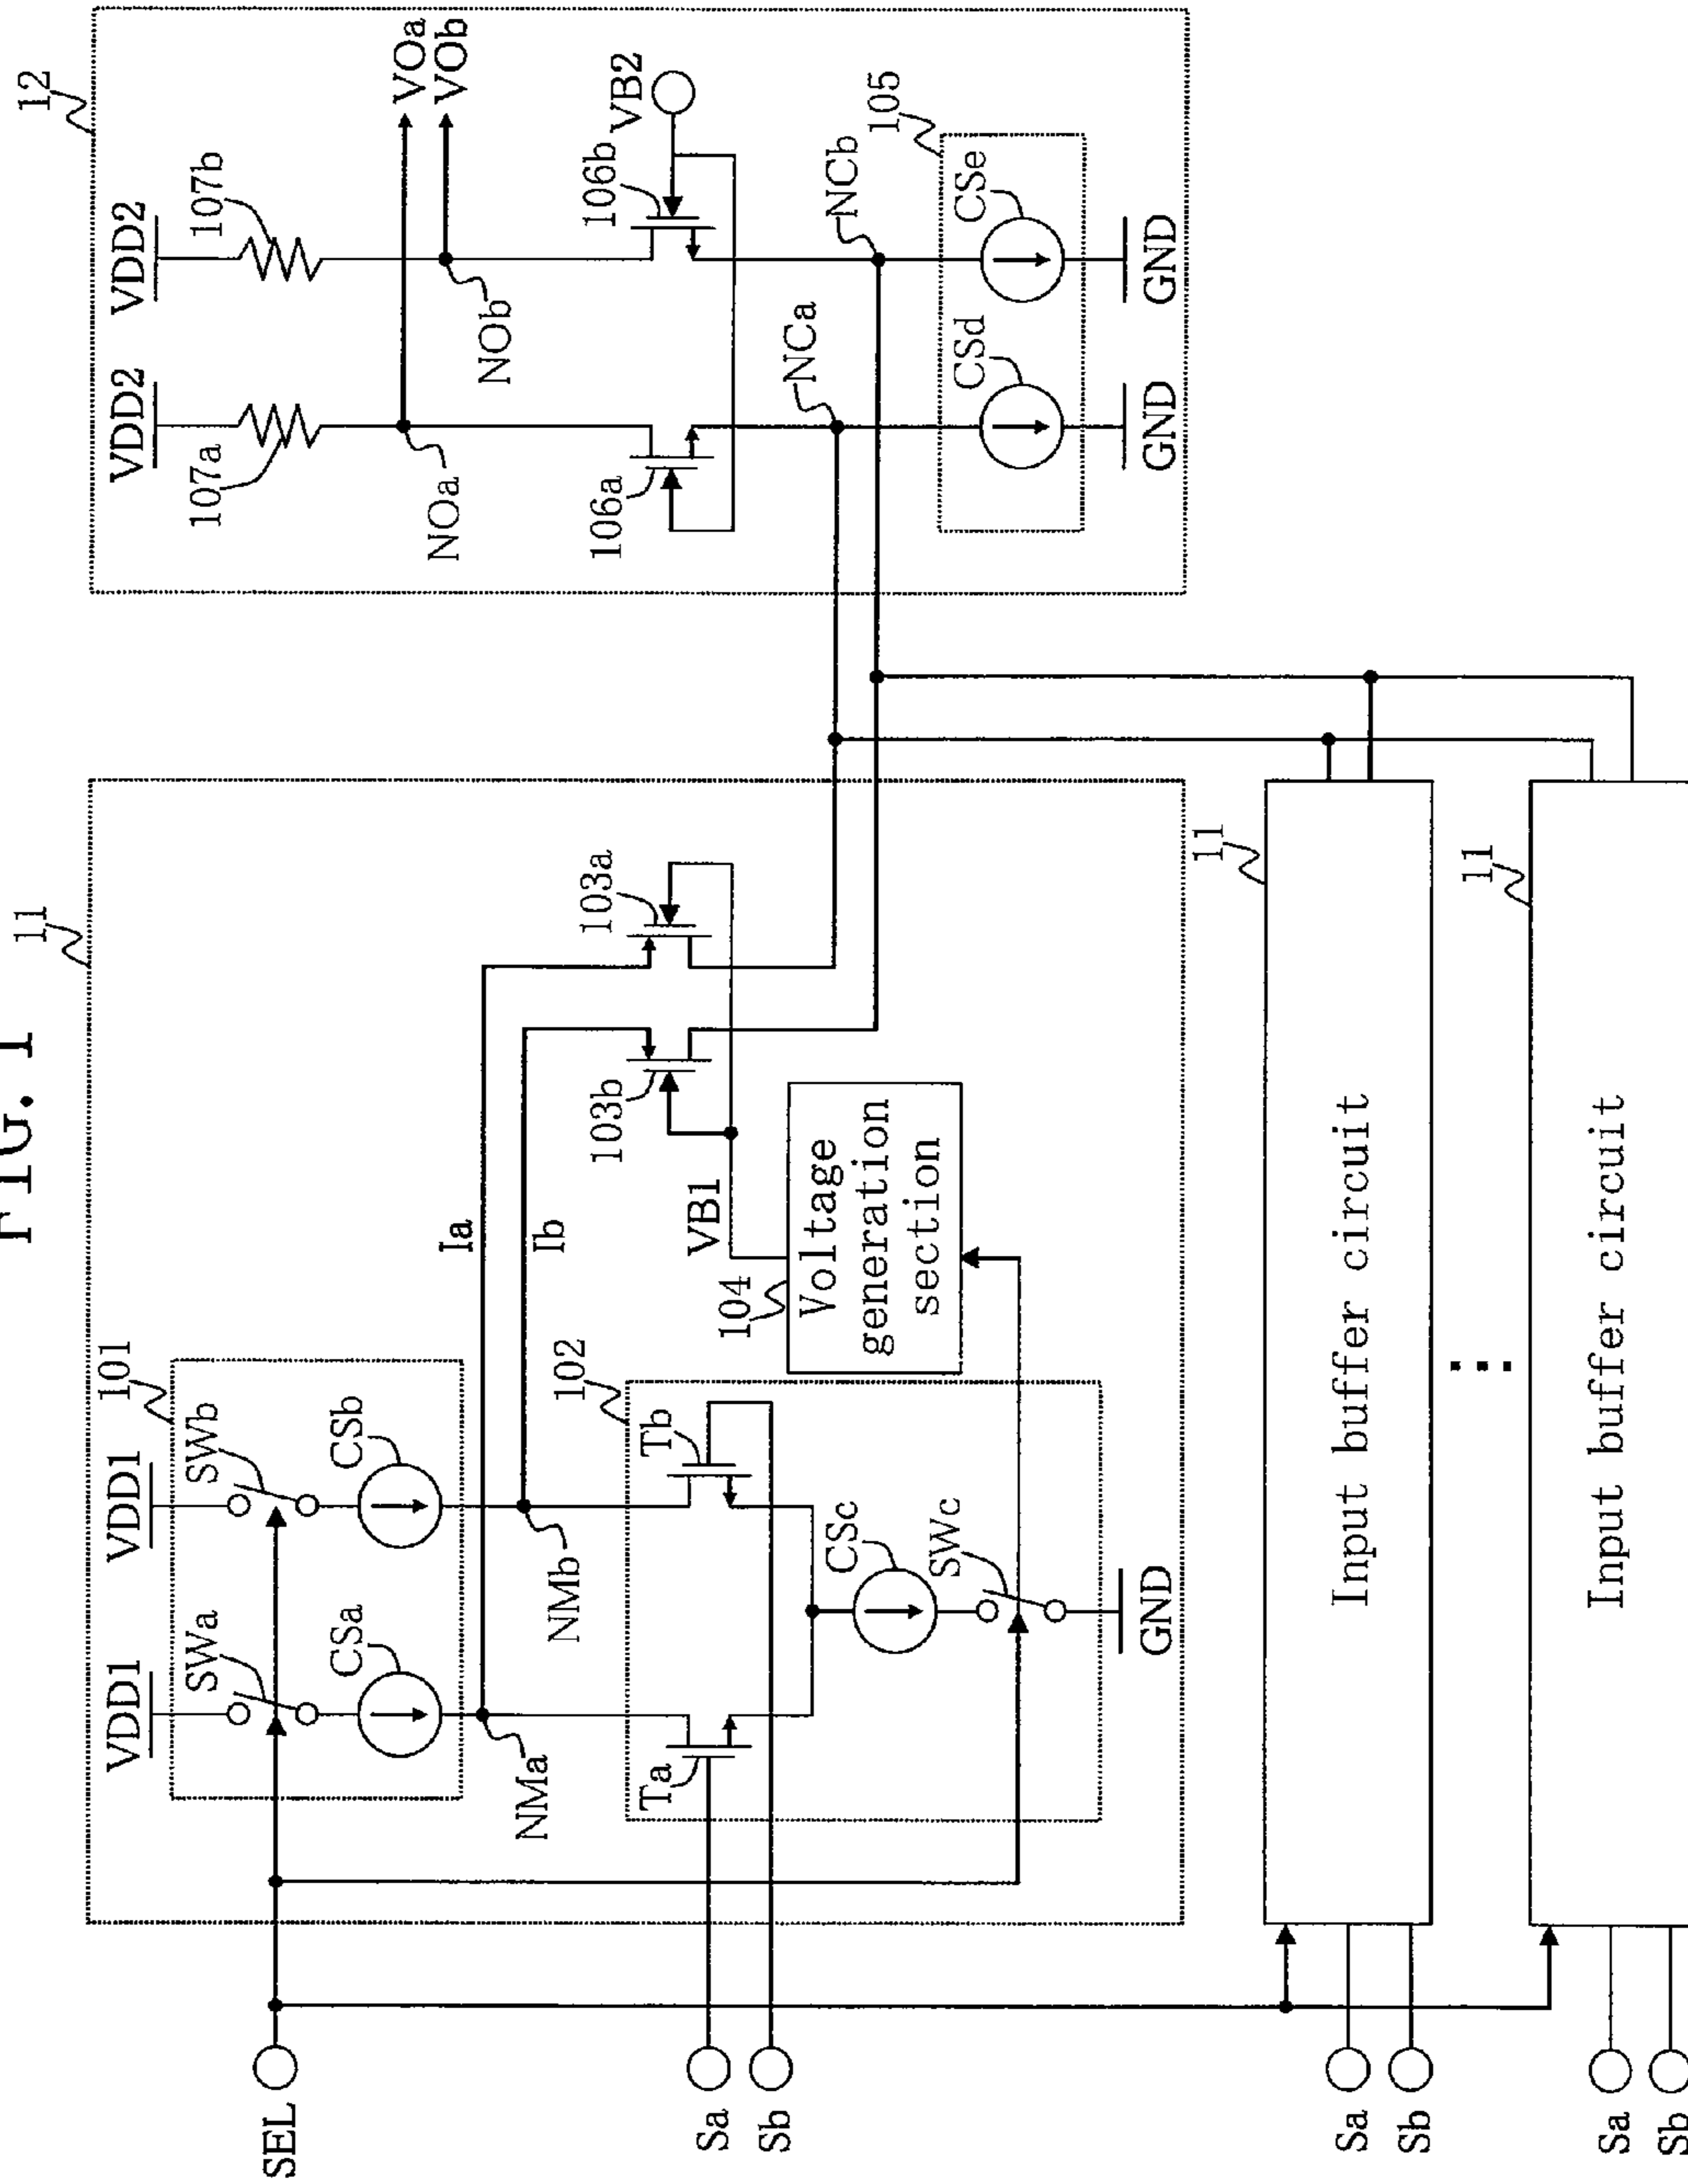 FIG. 1
11
12
VDD1
VDD1
101
SWa
SWb
CSa
CSb
NMa
NMb
Ia
Ib
102
Ta
Tb
CSc
SWc
GND
103b
103a
VB1
104
Voltage
generation
section
VDD2
VDD2
107a
107b
VOa
VOb
NOa
NOb
106a
106b
VB2
NCa
NCb
105
CSd
CSe
GND
GND
SEL
Sa
Sb
11
Input buffer circuit
Sa
Sb
11
Input buffer circuit
Sa
Sb